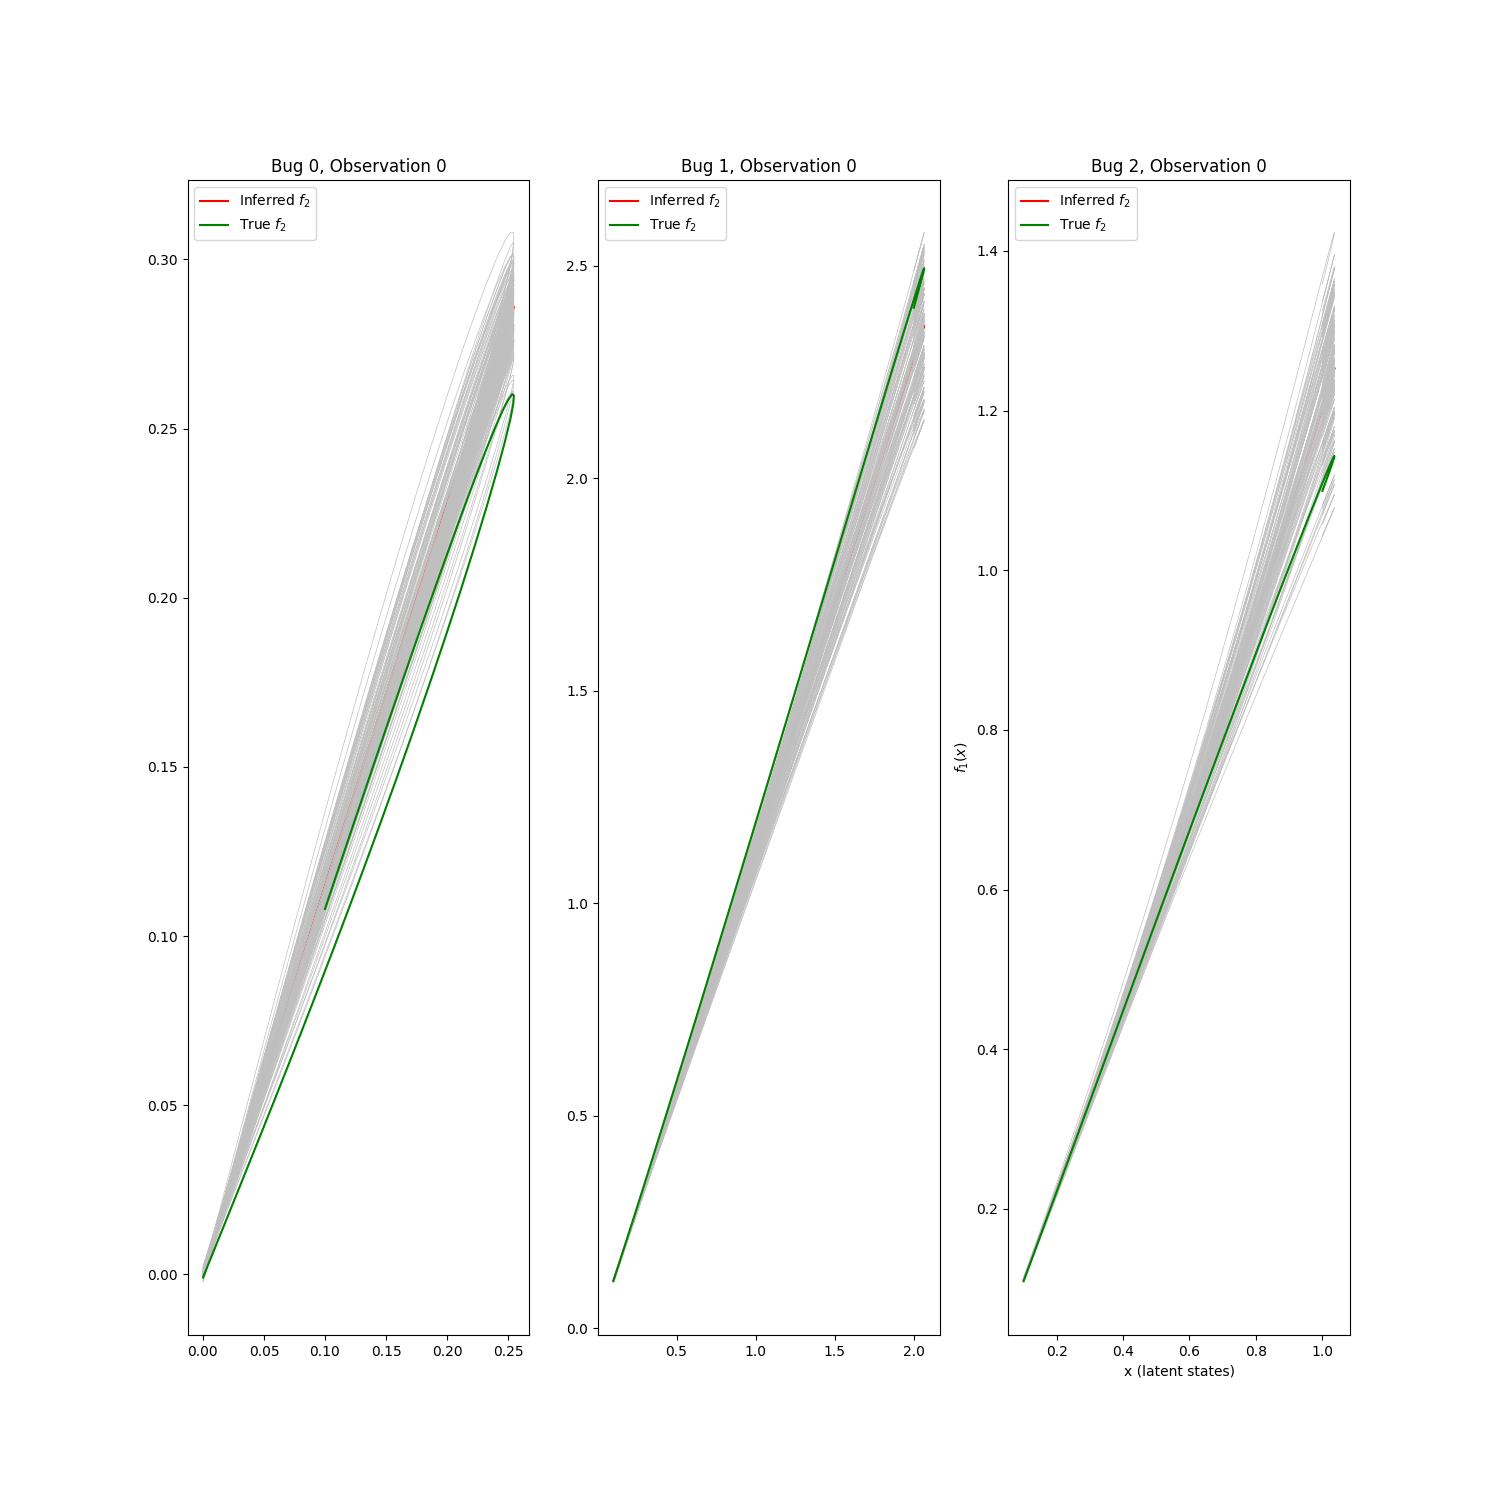 Bug 0, Observation 0
Inferred f₂
True f₂
0.30
0.25
0.20
0.15
0.10
0.05
0.00
0.00 0.05 0.10 0.15 0.20 0.25
Bug 1, Observation 0
Inferred f₂
True f₂
2.5
2.0
1.5
1.0
0.5
0.0
0.5 1.0 1.5 2.0
Bug 2, Observation 0
Inferred f₂
True f₂
f₁(x)
1.4
1.2
1.0
0.8
0.6
0.4
0.2
0.2 0.4 0.6 0.8 1.0
x (latent states)